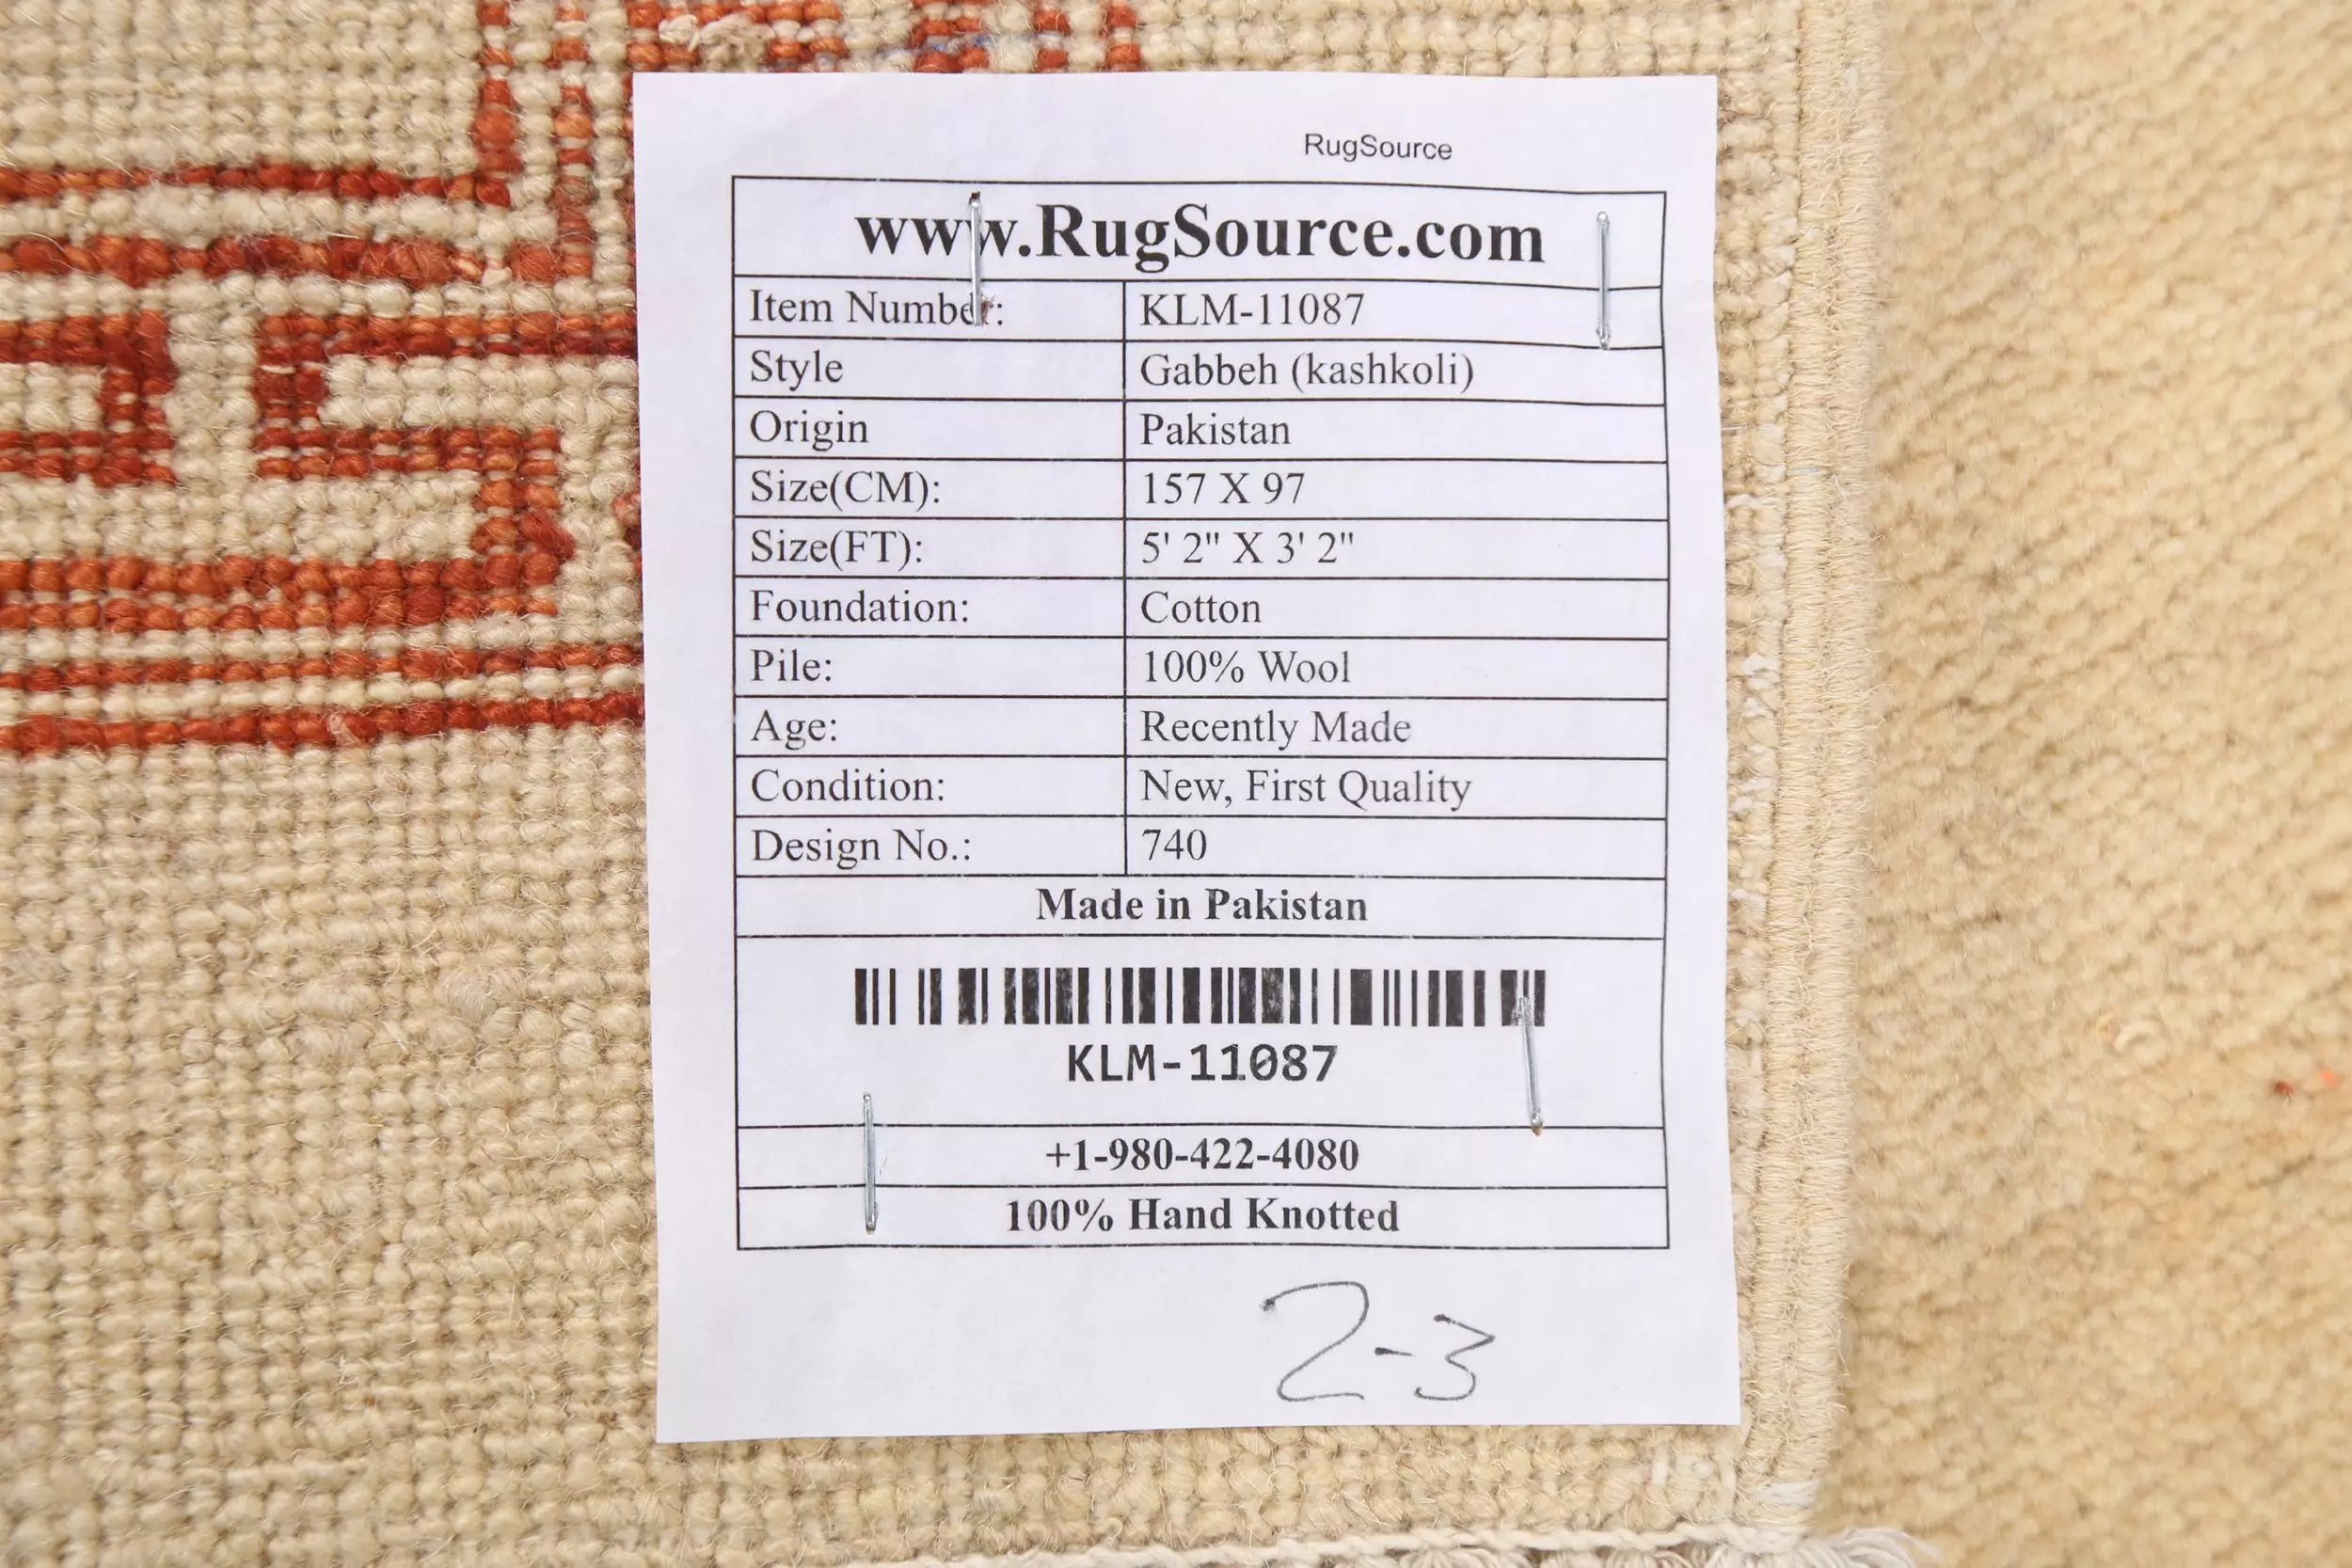 RugSource
www.RugSource.com
Item Number: KLM-11087
Style Gabbeh (kashkoli)
Origin Pakistan
Size(CM): 157 X 97
Size(FT): 5' 2" X 3' 2"
Foundation: Cotton
Pile: 100% Wool
Age: Recently Made
Condition: New, First Quality
Design No.: 740
Made in Pakistan
KLM-11087
+1-980-422-4080
100% Hand Knotted
2-3